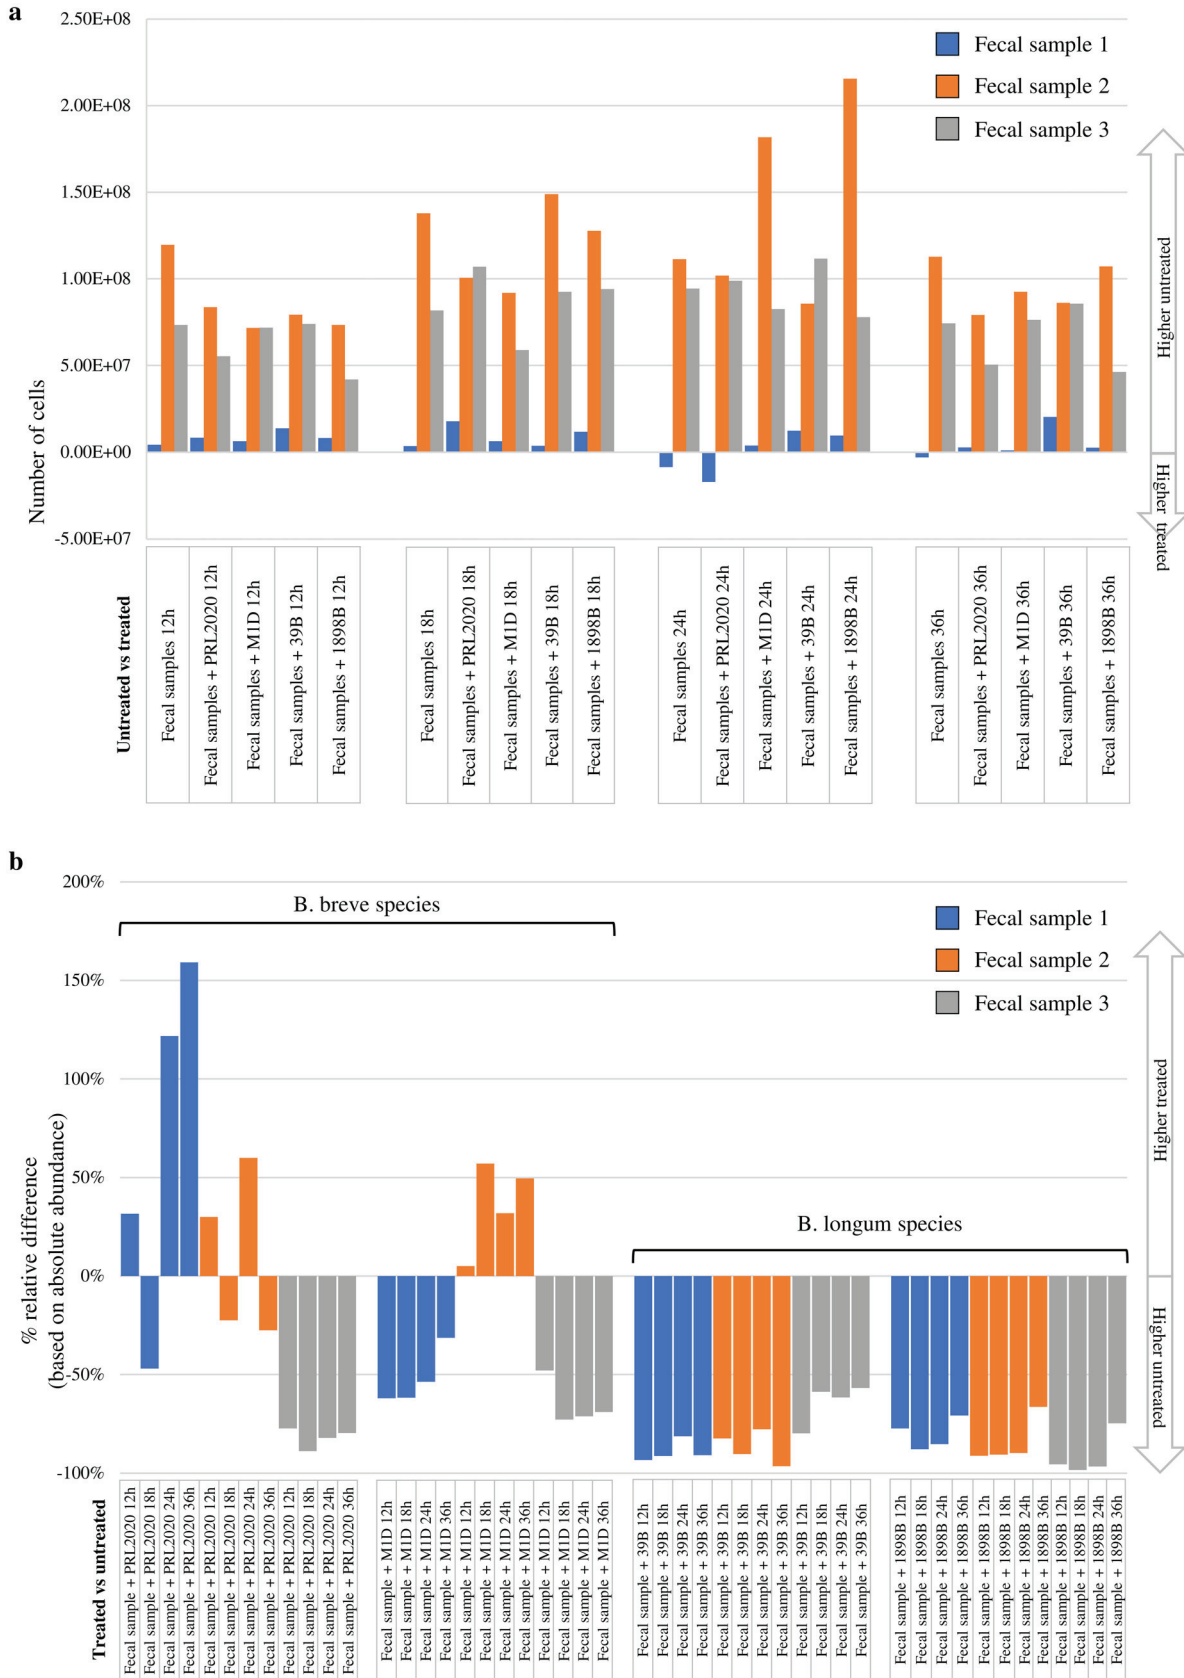 a
2.50E+08
2.00E+08
1.50E+08
1.00E+08
5.00E+07
0.00E+00
-5.00E+07
Number of cells
Fecal sample 1
Fecal sample 2
Fecal sample 3
Higher untreated
Higher treated
Untreated vs treated
Fecal samples 12h
Fecal samples + PRL2020 12h
Fecal samples + M1D 12h
Fecal samples + 39B 12h
Fecal samples + 1898B 12h
Fecal samples 18h
Fecal samples + PRL2020 18h
Fecal samples + M1D 18h
Fecal samples + 39B 18h
Fecal samples + 1898B 18h
Fecal samples 24h
Fecal samples + PRL2020 24h
Fecal samples + M1D 24h
Fecal samples + 39B 24h
Fecal samples + 1898B 24h
Fecal samples 36h
Fecal samples + PRL2020 36h
Fecal samples + M1D 36h
Fecal samples + 39B 36h
Fecal samples + 1898B 36h
b
200%
150%
100%
50%
0%
-50%
-100%
% relative difference
(based on absolute abundance)
B. breve species
B. longum species
Fecal sample 1
Fecal sample 2
Fecal sample 3
Higher treated
Higher untreated
Treated vs untreated
Fecal sample + PRL2020 12h
Fecal sample + PRL2020 18h
Fecal sample + PRL2020 24h
Fecal sample + PRL2020 36h
Fecal sample + PRL2020 12h
Fecal sample + PRL2020 18h
Fecal sample + PRL2020 24h
Fecal sample + PRL2020 36h
Fecal sample + PRL2020 12h
Fecal sample + PRL2020 18h
Fecal sample + PRL2020 24h
Fecal sample + PRL2020 36h
Fecal sample + M1D 12h
Fecal sample + M1D 18h
Fecal sample + M1D 24h
Fecal sample + M1D 36h
Fecal sample + M1D 12h
Fecal sample + M1D 18h
Fecal sample + M1D 24h
Fecal sample + M1D 36h
Fecal sample + M1D 12h
Fecal sample + M1D 18h
Fecal sample + M1D 24h
Fecal sample + M1D 36h
Fecal sample + 39B 12h
Fecal sample + 39B 18h
Fecal sample + 39B 24h
Fecal sample + 39B 36h
Fecal sample + 39B 12h
Fecal sample + 39B 18h
Fecal sample + 39B 24h
Fecal sample + 39B 36h
Fecal sample + 39B 12h
Fecal sample + 39B 18h
Fecal sample + 39B 24h
Fecal sample + 39B 36h
Fecal sample + 1898B 12h
Fecal sample + 1898B 18h
Fecal sample + 1898B 24h
Fecal sample + 1898B 36h
Fecal sample + 1898B 12h
Fecal sample + 1898B 18h
Fecal sample + 1898B 24h
Fecal sample + 1898B 36h
Fecal sample + 1898B 12h
Fecal sample + 1898B 18h
Fecal sample + 1898B 24h
Fecal sample + 1898B 36h